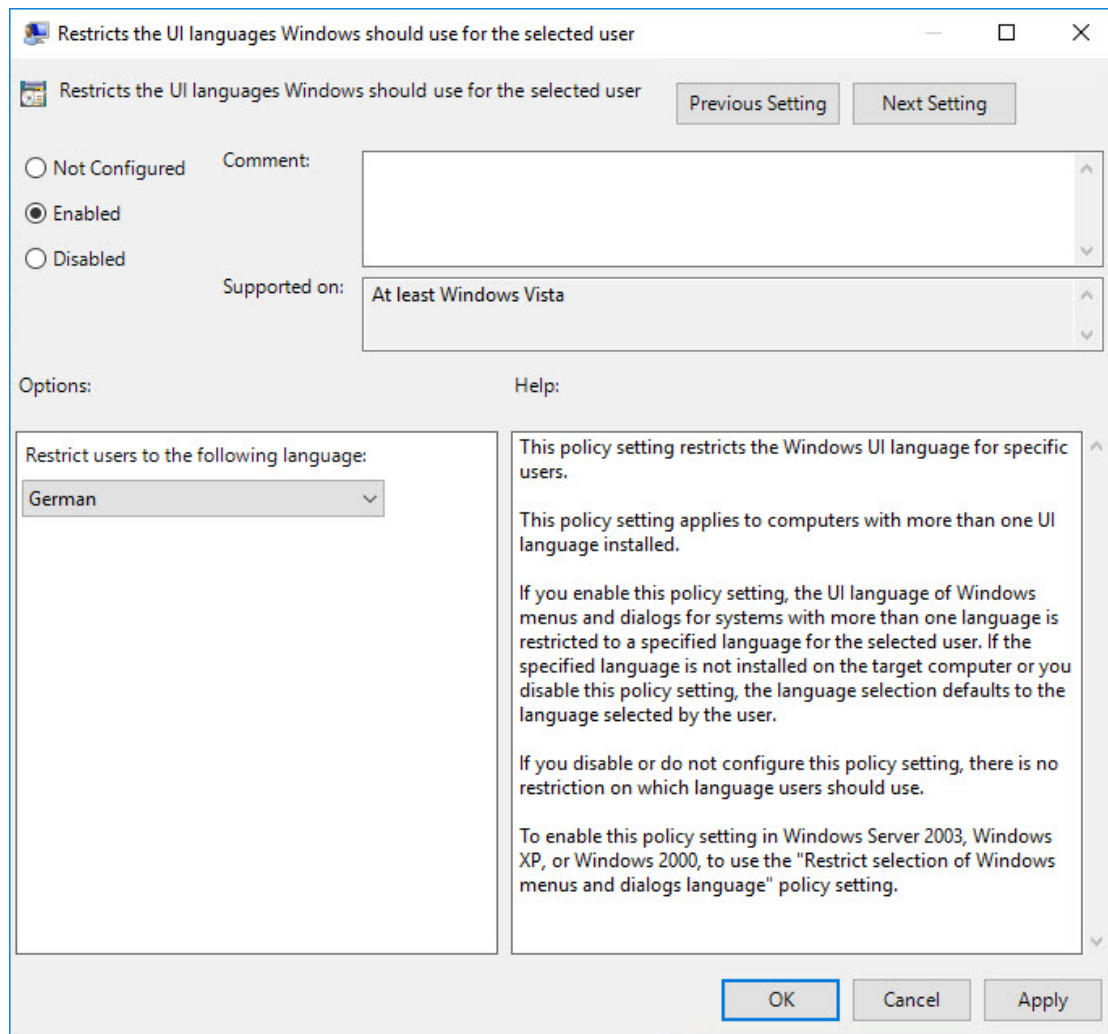 Restricts the UI languages Windows should use for the selected user
Restricts the UI languages Windows should use for the selected user
Previous Setting
Next Setting
Not Configured
Enabled
Disabled
Comment:
Supported on:
At least Windows Vista
Options:
Help:
Restrict users to the following language:
German
This policy setting restricts the Windows UI language for specific
users.
This policy setting applies to computers with more than one UI
language installed.
If you enable this policy setting, the UI language of Windows
menus and dialogs for systems with more than one language is
restricted to a specified language for the selected user. If the
specified language is not installed on the target computer or you
disable this policy setting, the language selection defaults to the
language selected by the user.
If you disable or do not configure this policy setting, there is no
restriction on which language users should use.
To enable this policy setting in Windows Server 2003, Windows
XP, or Windows 2000, to use the "Restrict selection of Windows
menus and dialogs language" policy setting.
OK
Cancel
Apply